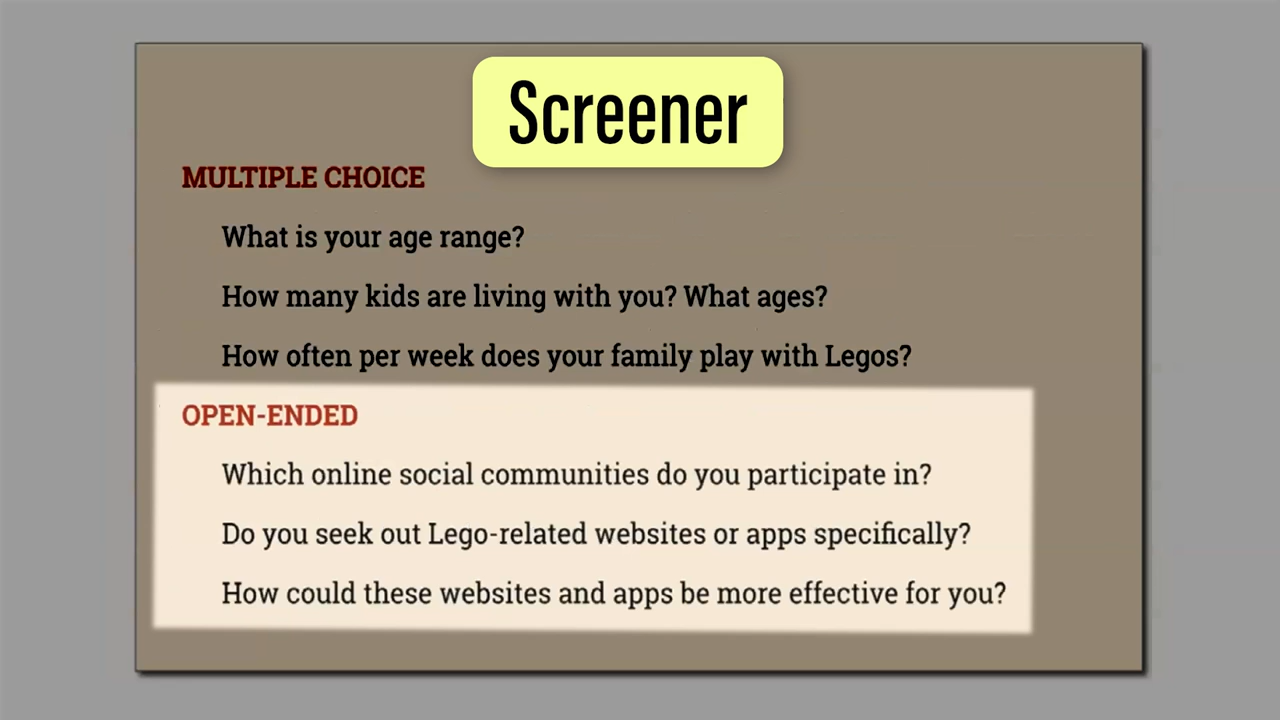 Screener
MULTIPLE CHOICE
What is your age range?
How many kids are living with you? What ages?
How often per week does your family play with Legos?
OPEN-ENDED
Which online social communities do you participate in?
Do you seek out Lego-related websites or apps specifically?
How could these websites and apps be more effective for you?